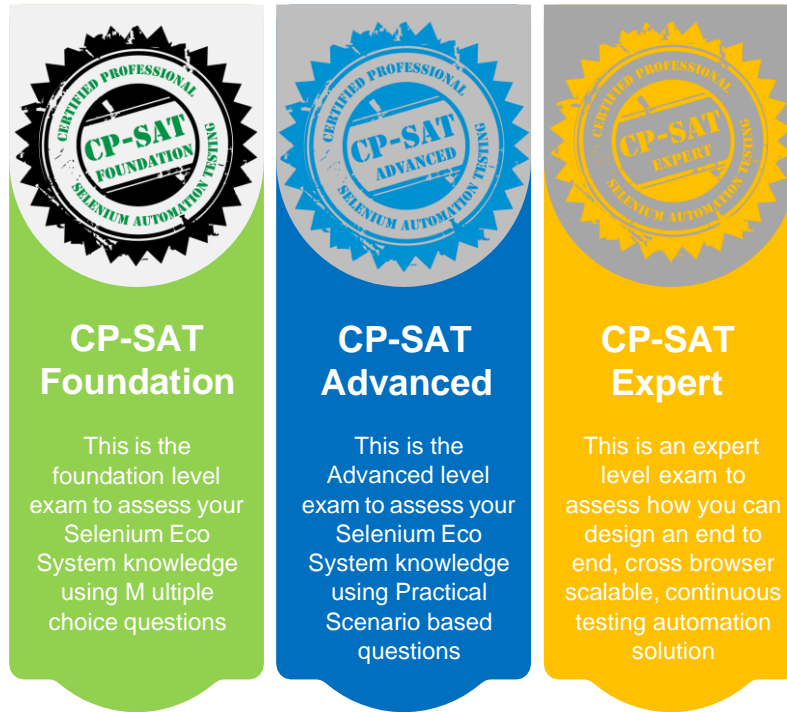 CERTIFIED PROFESSIONAL
CP-SAT
FOUNDATION
SELENIUM AUTOMATION TESTING
CP-SAT
Foundation
This is the
foundation level
exam to assess your
Selenium Eco
System knowledge
using M ultiple
choice questions
CERTIFIED PROFESSIONAL
CP-SAT
ADVANCED
SELENIUM AUTOMATION TESTING
CP-SAT
Advanced
This is the
Advanced level
exam to assess your
Selenium Eco
System knowledge
using Practical
Scenario based
questions
CERTIFIED PROFESSIONAL
CP-SAT
EXPERT
SELENIUM AUTOMATION TESTING
CP-SAT
Expert
This is an expert
level exam to
assess how you can
design an end to
end, cross browser
scalable, continuous
testing automation
solution